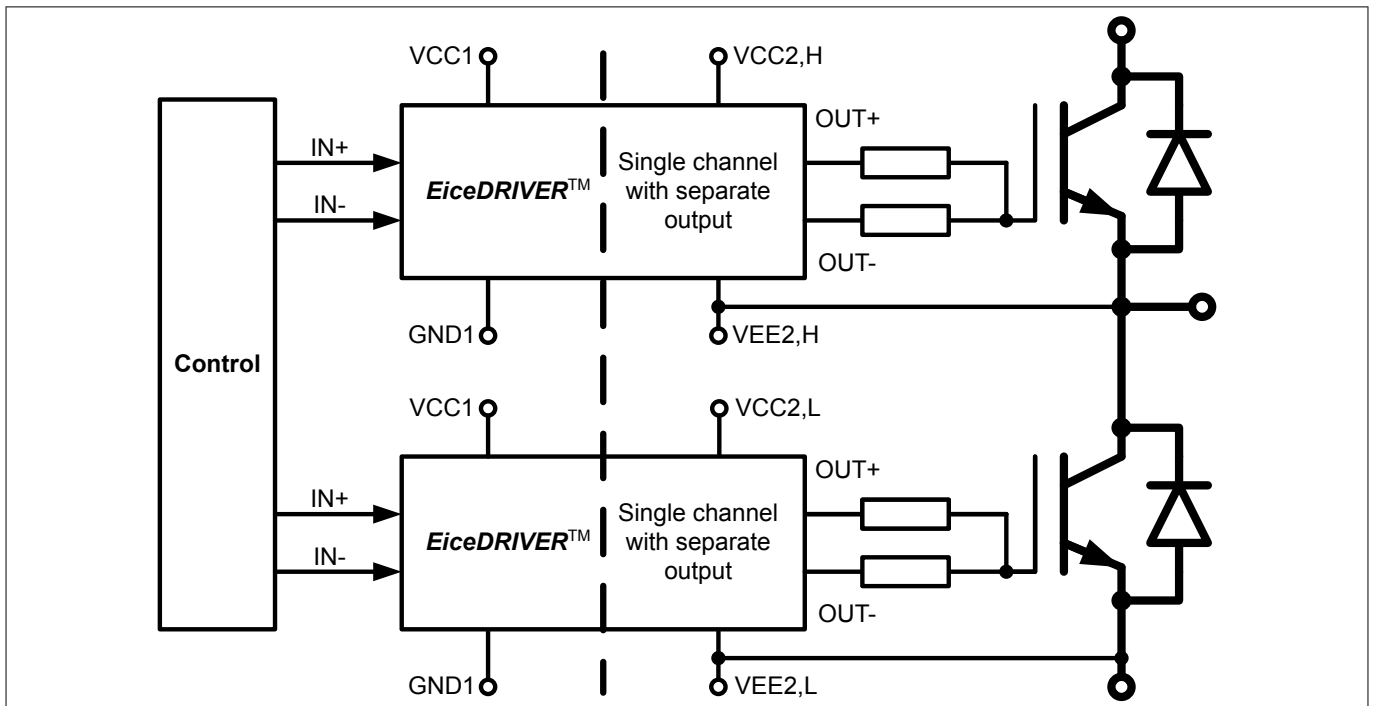 VCC1
VCC2,H
OUT+
IN+
EiceDRIVER™
Single channel
with separate
output
IN-
OUT-
GND1
VEE2,H
Control
VCC1
VCC2,L
OUT+
IN+
EiceDRIVER™
Single channel
with separate
output
IN-
OUT-
GND1
VEE2,L